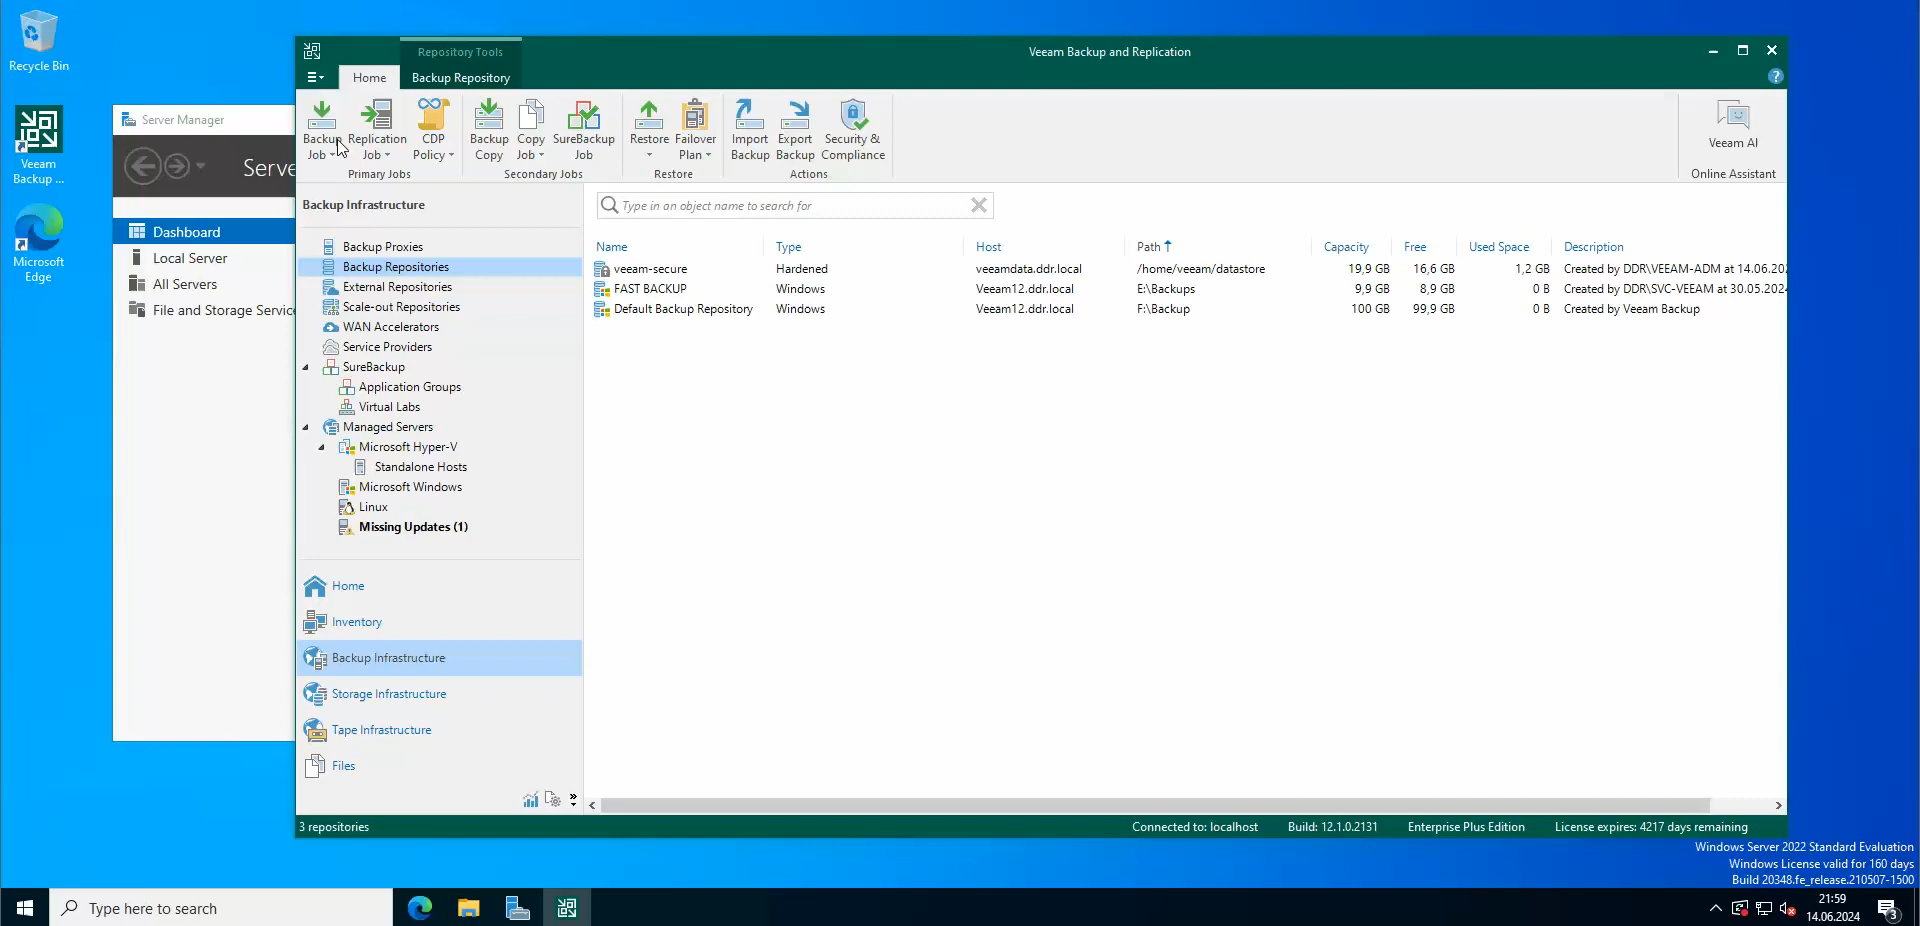 Recycle Bin
Veeam
Backup ...
Microsoft
Edge
Server Manager
Serve
Dashboard
Local Server
All Servers
File and Storage Service
Repository Tools
Veeam Backup and Replication
Home
Backup Repository
Backup
Job
Replication
Job
CDP
Policy
Primary Jobs
Backup
Copy
Copy
Job
SureBackup
Job
Secondary Jobs
Restore
Failover
Plan
Restore
Import
Backup
Export
Backup
Security &
Compliance
Actions
Veeam AI
Online Assistant
Backup Infrastructure
Backup Proxies
Backup Repositories
External Repositories
Scale-out Repositories
WAN Accelerators
Service Providers
SureBackup
Application Groups
Virtual Labs
Managed Servers
Microsoft Hyper-V
Standalone Hosts
Microsoft Windows
Linux
Missing Updates (1)
Home
Inventory
Backup Infrastructure
Storage Infrastructure
Tape Infrastructure
Files
Type in an object name to search for
Name Type Host Path Capacity Free Used Space Description
veeam-secure Hardened veeamdata.ddr.local /home/veeam/datastore 19,9 GB 16,6 GB 1,2 GB Created by DDR\VEEAM-ADM at 14.06.202
FAST BACKUP Windows Veeam12.ddr.local E:\Backups 9,9 GB 8,9 GB 0 B Created by DDR\SVC-VEEAM at 30.05.2024
Default Backup Repository Windows Veeam12.ddr.local F:\Backup 100 GB 99,9 GB 0 B Created by Veeam Backup
3 repositories
Connected to: localhost
Build: 12.1.0.2131
Enterprise Plus Edition
License expires: 4217 days remaining
Windows Server 2022 Standard Evaluation
Windows License valid for 160 days
Build 20348.fe_release.210507-1500
Type here to search
21:59
14.06.2024
3